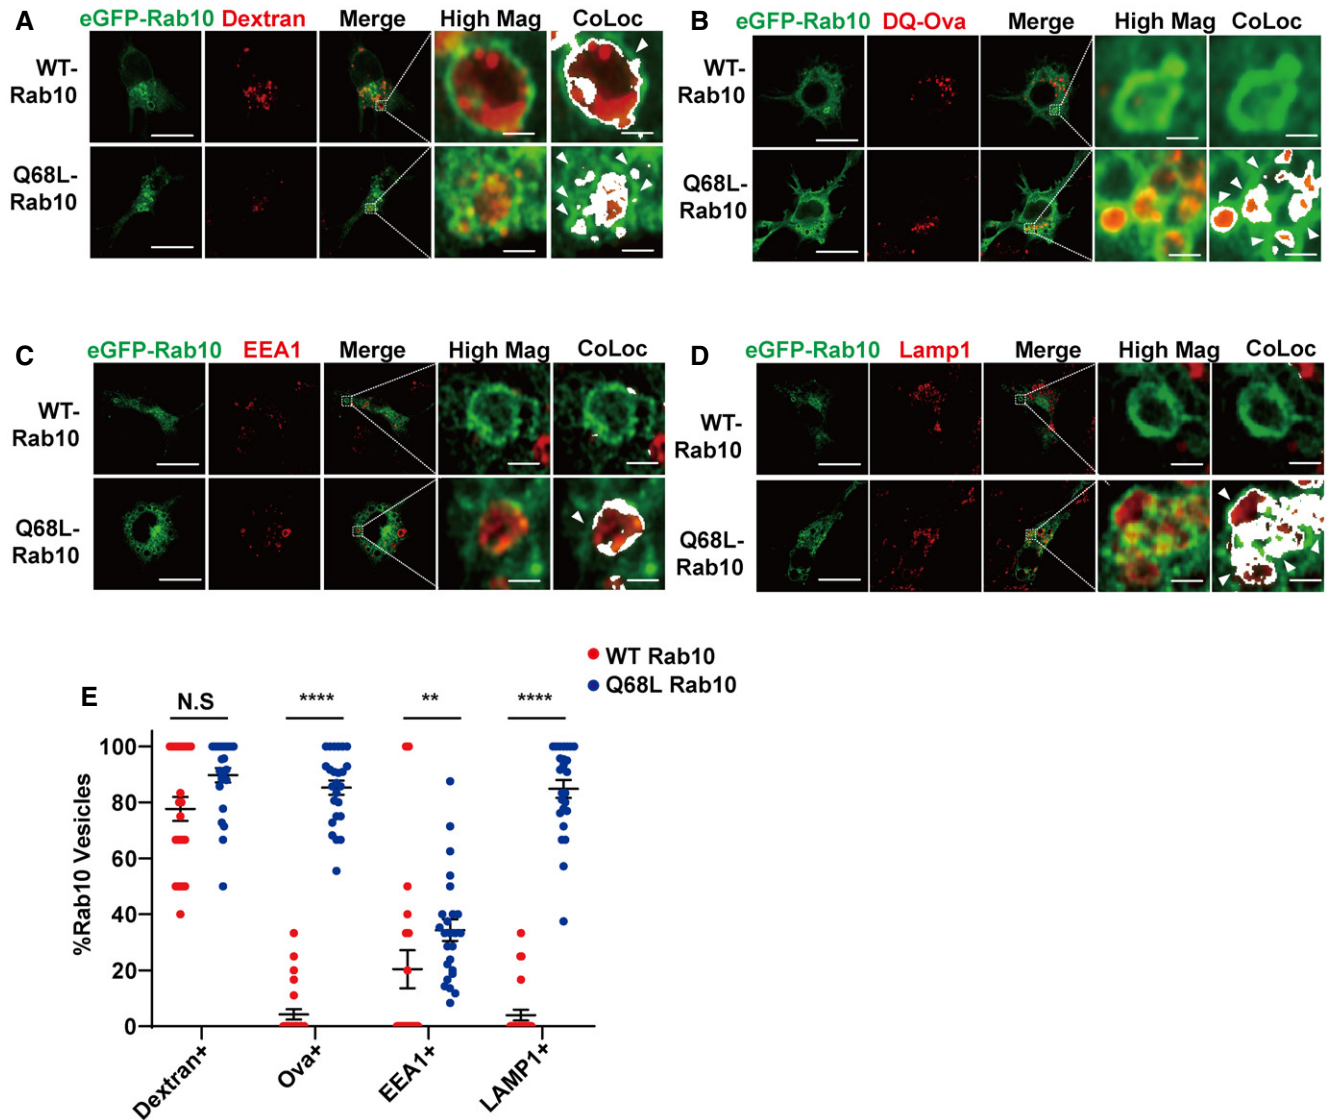 A
eGFP-Rab10 Dextran Merge High Mag CoLoc
WT-
Rab10
Q68L-
Rab10
B
eGFP-Rab10 DQ-Ova Merge High Mag CoLoc
WT-
Rab10
Q68L-
Rab10
C
eGFP-Rab10 EEA1 Merge High Mag CoLoc
WT-
Rab10
Q68L-
Rab10
D
eGFP-Rab10 Lamp1 Merge High Mag CoLoc
WT-
Rab10
Q68L-
Rab10
E
WT Rab10
Q68L Rab10
N.S **** ** ****
%Rab10 Vesicles
100
80
60
40
20
0
Dextran+ Ova+ EEA1+ LAMP1+